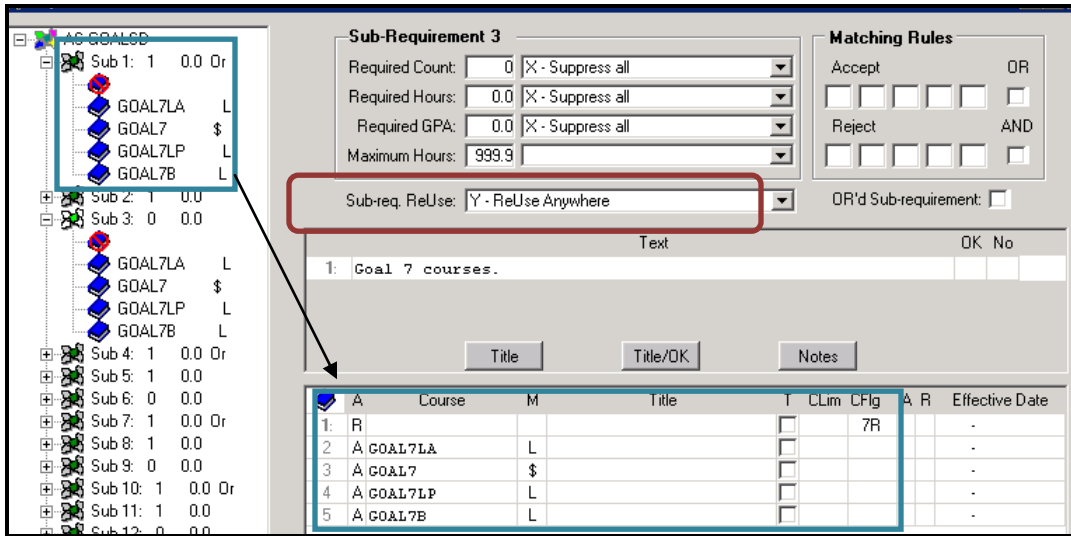 AS GOALSD
Sub 1: 1 0.0 Or
GOAL7LA L
GOAL7 $
GOAL7LP L
GOAL7B L
Sub 2: 1 0.0
Sub 3: 0 0.0
GOAL7LA L
GOAL7 $
GOAL7LP L
GOAL7B L
Sub 4: 1 0.0 Or
Sub 5: 1 0.0
Sub 6: 0 0.0
Sub 7: 1 0.0 Or
Sub 8: 1 0.0
Sub 9: 0 0.0
Sub 10: 1 0.0 Or
Sub 11: 1 0.0
Sub 12: 0 0.0
Sub-Requirement 3
Required Count: 0 X - Suppress all
Required Hours: 0.0 X - Suppress all
Required GPA: 0.0 X - Suppress all
Maximum Hours: 999.9
Sub-req. ReUse: Y - ReUse Anywhere
Matching Rules
Accept OR
Reject AND
OR'd Sub-requirement:
Text OK No
1: Goal 7 courses.
Title Title/OK Notes
A Course M Title T CLim CFlg A R Effective Date
1: R 7R -
2 A GOAL7LA L -
3 A GOAL7 $ -
4 A GOAL7LP L -
5 A GOAL7B L -